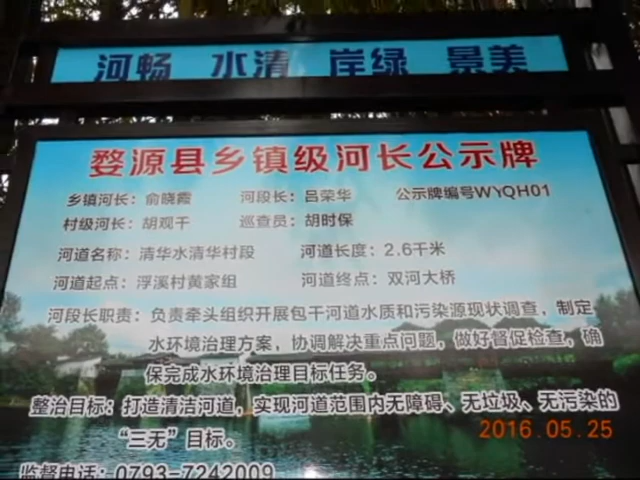 河畅 水清 岸绿 景美
婺源县乡镇级河长公示牌
乡镇河长：俞晓霞 河段长：吕荣华 公示牌编号WYQH01
村级河长：胡观干 巡查员：胡时保
河道名称：清华水清华村段 河道长度：2.6千米
河道起点：浮溪村黄家组 河道终点：双河大桥
河段长职责：负责牵头组织开展包干河道水质和污染源现状调查，制定
水环境治理方案，协调解决重点问题，做好督促检查，确
保完成水环境治理目标任务。
整治目标：打造清洁河道，实现河道范围内无障碍、无垃圾、无污染的
“三无”目标。
监督电话：0793-7242009
2016.05.25